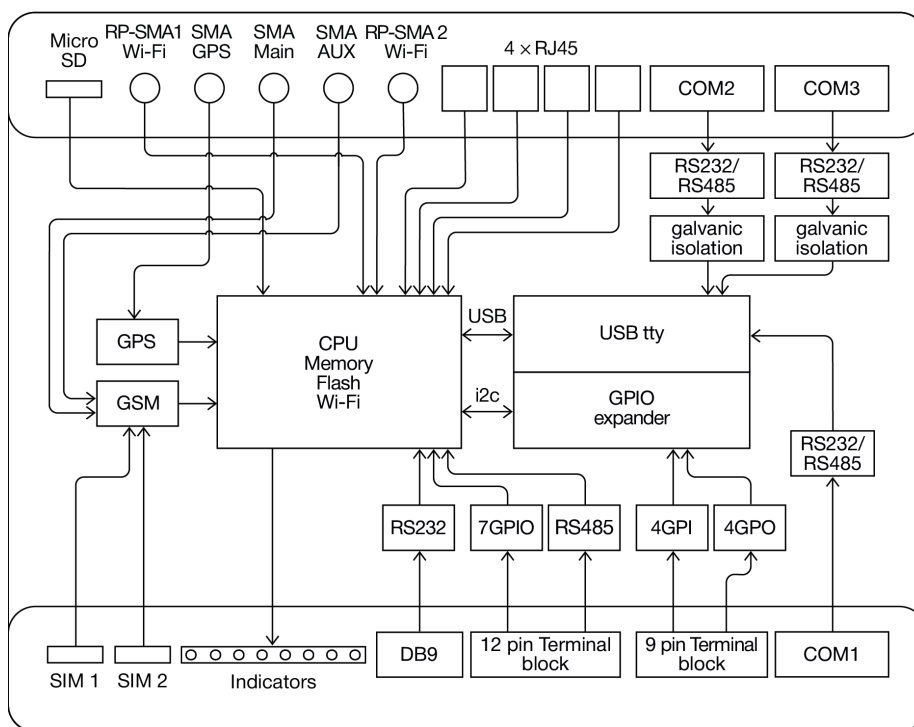 Micro
SD
RP-SMA1
Wi-Fi
SMA
GPS
SMA
Main
SMA
AUX
RP-SMA2
Wi-Fi
4 × RJ45
COM2
COM3
RS232/
RS485
RS232/
RS485
galvanic
isolation
galvanic
isolation
GPS
GSM
CPU
Memory
Flash
Wi-Fi
USB
i2c
USB tty
GPIO
expander
RS232/
RS485
RS232
7GPIO
RS485
4GPI
4GPO
SIM 1
SIM 2
Indicators
DB9
12 pin Terminal
block
9 pin Terminal
block
COM1